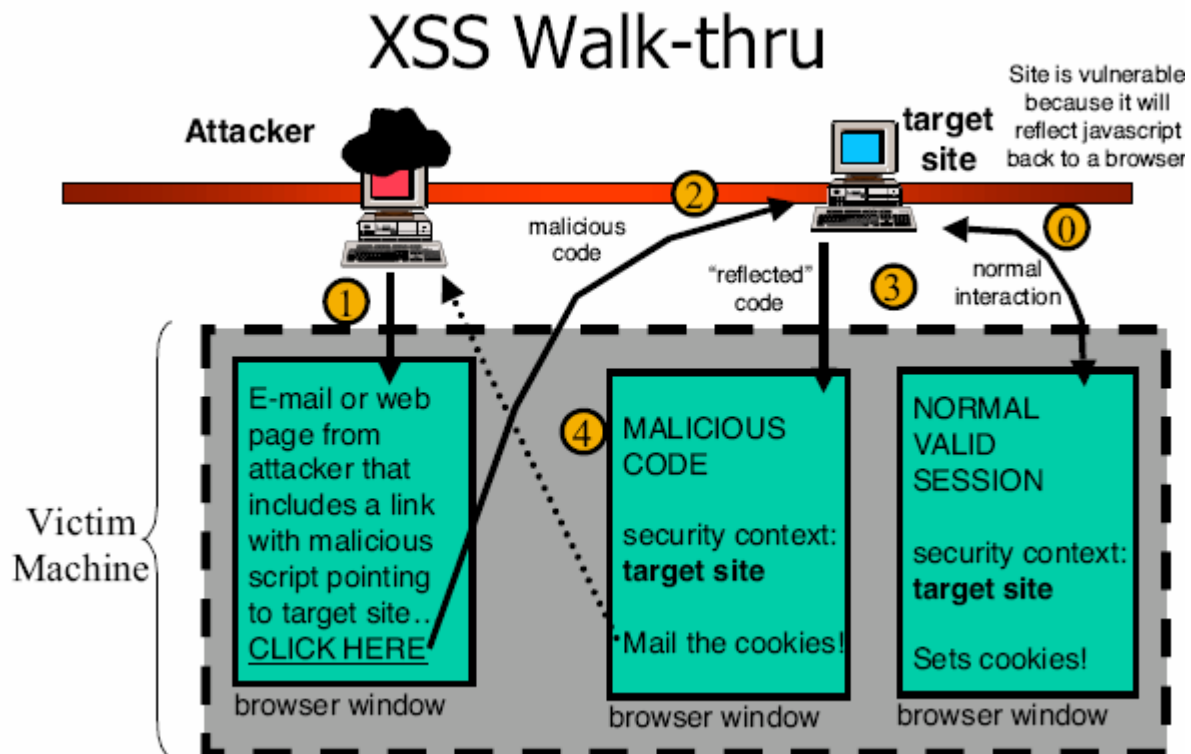 XSS Walk-thru
Attacker
target
site
Site is vulnerable
because it will
reflect javascript
back to a browser
2
malicious
code
0
normal
interaction
"reflected"
code
3
1
Victim
Machine
E-mail or web
page from
attacker that
includes a link
with malicious
script pointing
to target site..
CLICK HERE
browser window
4
MALICIOUS
CODE
security context:
target site
Mail the cookies!
browser window
NORMAL
VALID
SESSION
security context:
target site
Sets cookies!
browser window